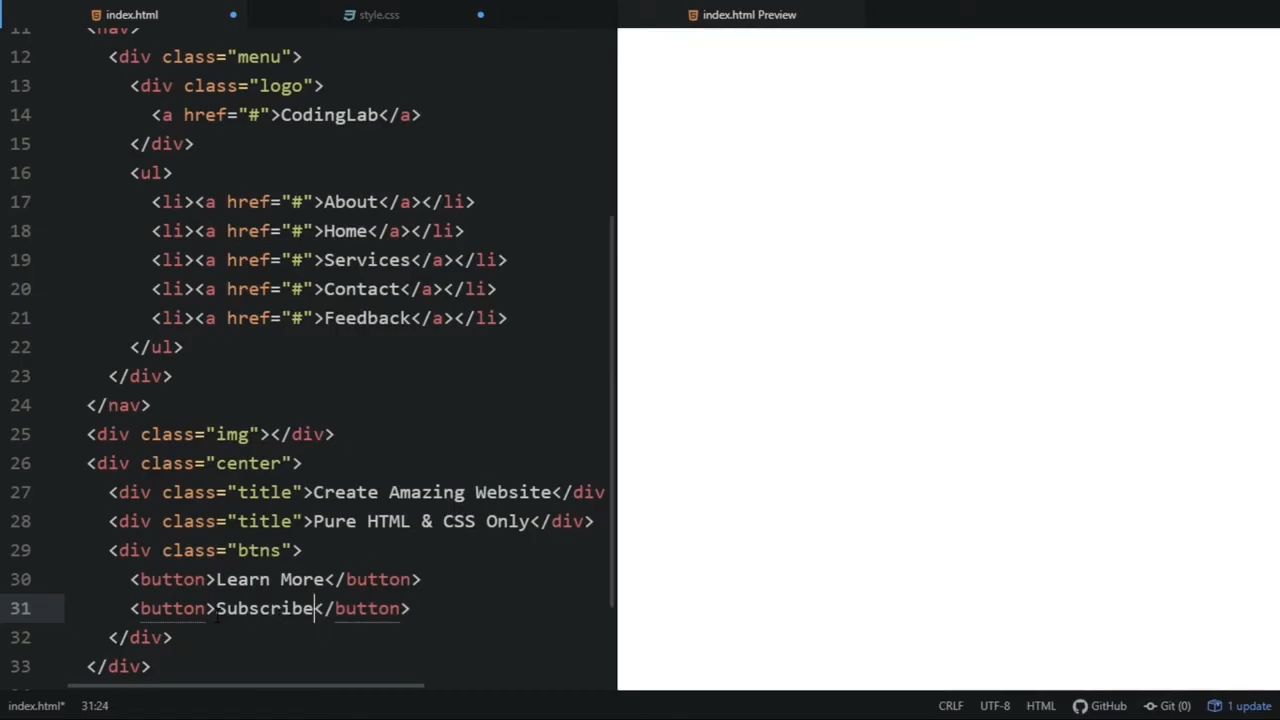 index.html
style.css
index.html Preview
11 <nav>
12 <div class="menu">
13 <div class="logo">
14 <a href="#">CodingLab</a>
15 </div>
16 <ul>
17 <li><a href="#">About</a></li>
18 <li><a href="#">Home</a></li>
19 <li><a href="#">Services</a></li>
20 <li><a href="#">Contact</a></li>
21 <li><a href="#">Feedback</a></li>
22 </ul>
23 </div>
24 </nav>
25 <div class="img"></div>
26 <div class="center">
27 <div class="title">Create Amazing Website</div
28 <div class="title">Pure HTML & CSS Only</div>
29 <div class="btns">
30 <button>Learn More</button>
31 <button>Subscribe</button>
32 </div>
33 </div>
index.html* 31:24 CRLF UTF-8 HTML GitHub Git (0) 1 update